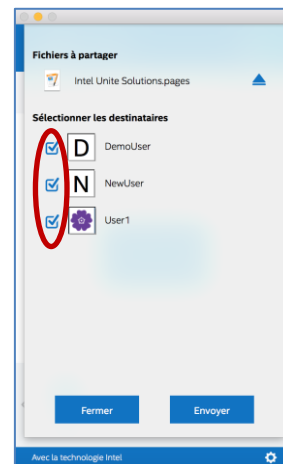 Fichiers à partager
Intel Unite Solutions.pages
Sélectionner les destinataires
D DemoUser
N NewUser
User1
Fermer Envoyer
Avec la technologie Intel